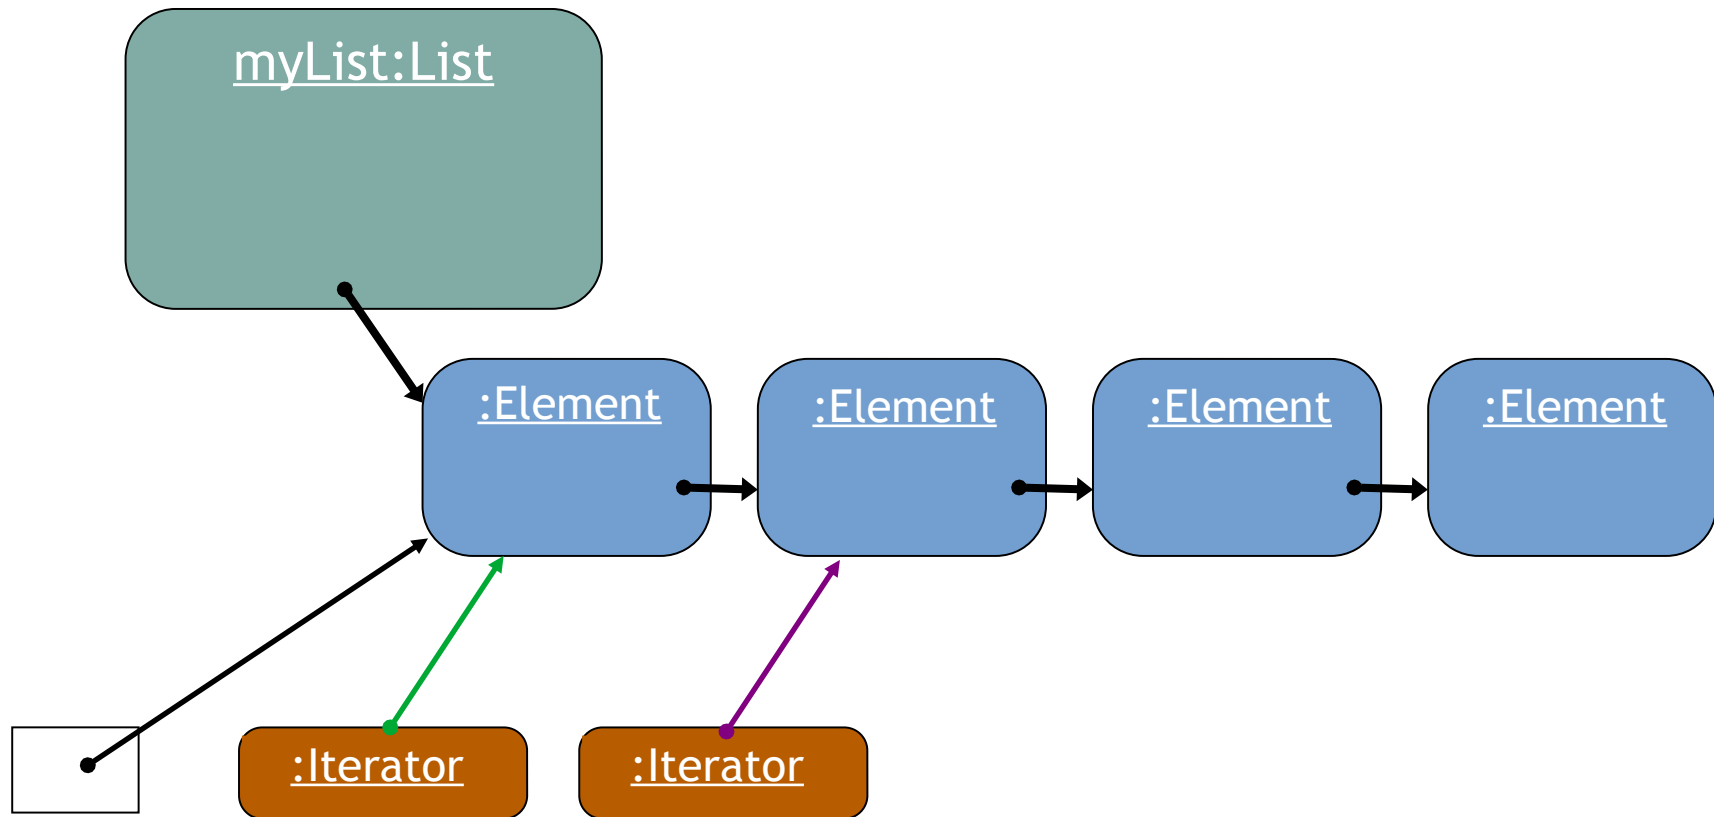 myList:List
:Element
:Element
:Element
:Element
:Iterator
:Iterator